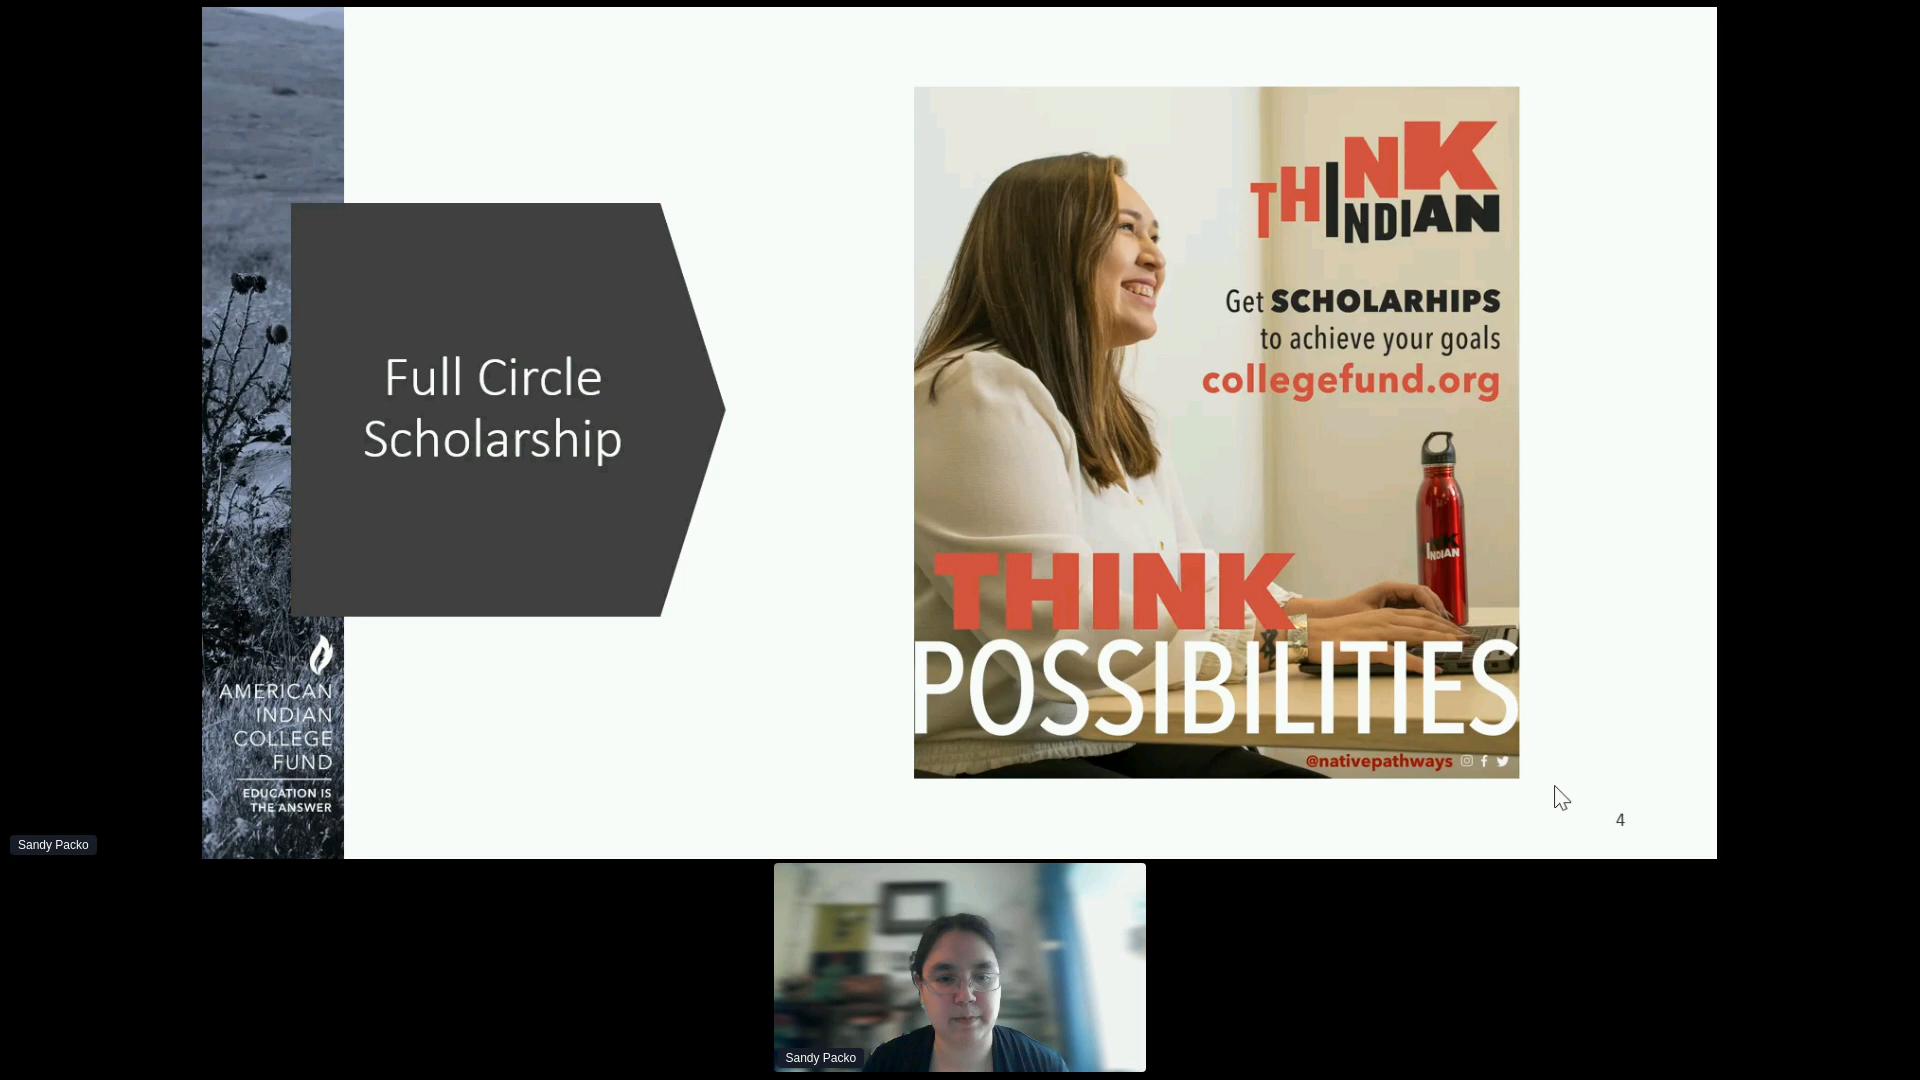 Full Circle
Scholarship
AMERICAN
INDIAN
COLLEGE
FUND
EDUCATION IS
THE ANSWER
THINK
INDIAN
Get SCHOLARHIPS
to achieve your goals
collegefund.org
INDIAN
THINK
POSSIBILITIES
@nativepathways
4
Sandy Packo
Sandy Packo